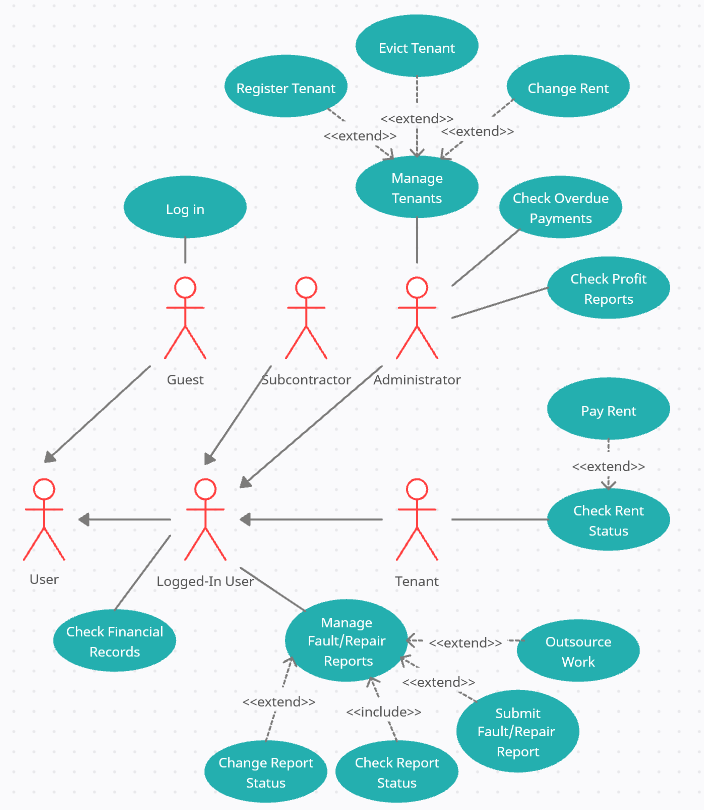 Evict Tenant
Register Tenant
Change Rent
<<extend>>
<<extend>>
<<extend>>
Manage
Tenants
Log in
Check Overdue
Payments
Check Profit
Reports
Guest
Subcontractor
Administrator
Pay Rent
<<extend>>
Check Rent
Status
User
Logged-In User
Tenant
Check Financial
Records
Manage
Fault/Repair
Reports
<<extend>>
Outsource
Work
<<extend>>
<<extend>>
<<include>>
Submit
Fault/Repair
Report
Change Report
Status
Check Report
Status